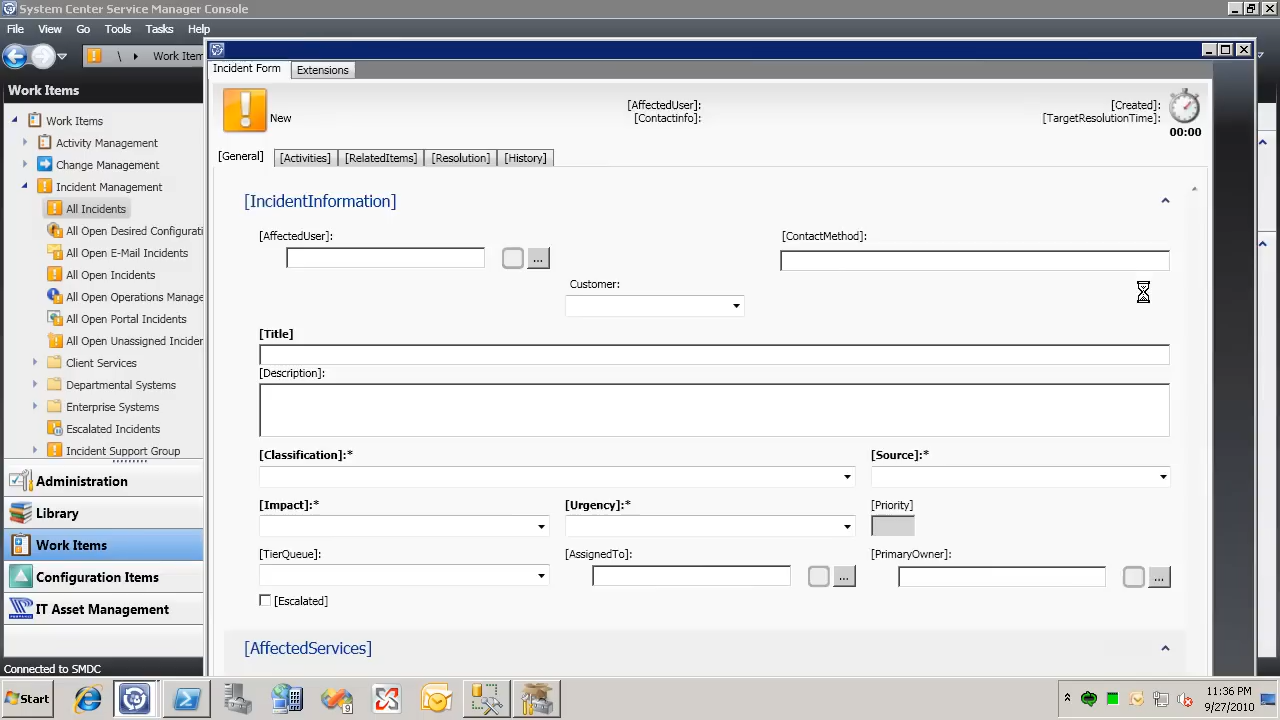 System Center Service Manager Console
File View Go Tools Help
\ Work Item
Work Items
Work Items
Activity Management
Change Management
Incident Management
All Incidents
All Open Desired Configurati
All Open E-Mail Incidents
All Open Incidents
All Open Operations Manage
All Open Portal Incidents
All Open Unassigned Inciden
Client Services
Departmental Systems
Enterprise Systems
Escalated Incidents
Incident Support Group
Administration
Library
Work Items
Configuration Items
IT Asset Management
Connected to SMDC
Incident Form Extensions
New
[AffectedUser]:
[Contactinfo]:
[Created]:
[TargetResolutionTime]:
00:00
[General] [Activities] [RelatedItems] [Resolution] [History]
[IncidentInformation]
[AffectedUser]: [ContactMethod]:
...
Customer:
[Title]
[Description]:
[Classification]:* [Source]:*
[Impact]:* [Urgency]:* [Priority]
[TierQueue]: [AssignedTo]: [PrimaryOwner]:
... ...
[Escalated]
[AffectedServices]
Start
9
11:36 PM
9/27/2010